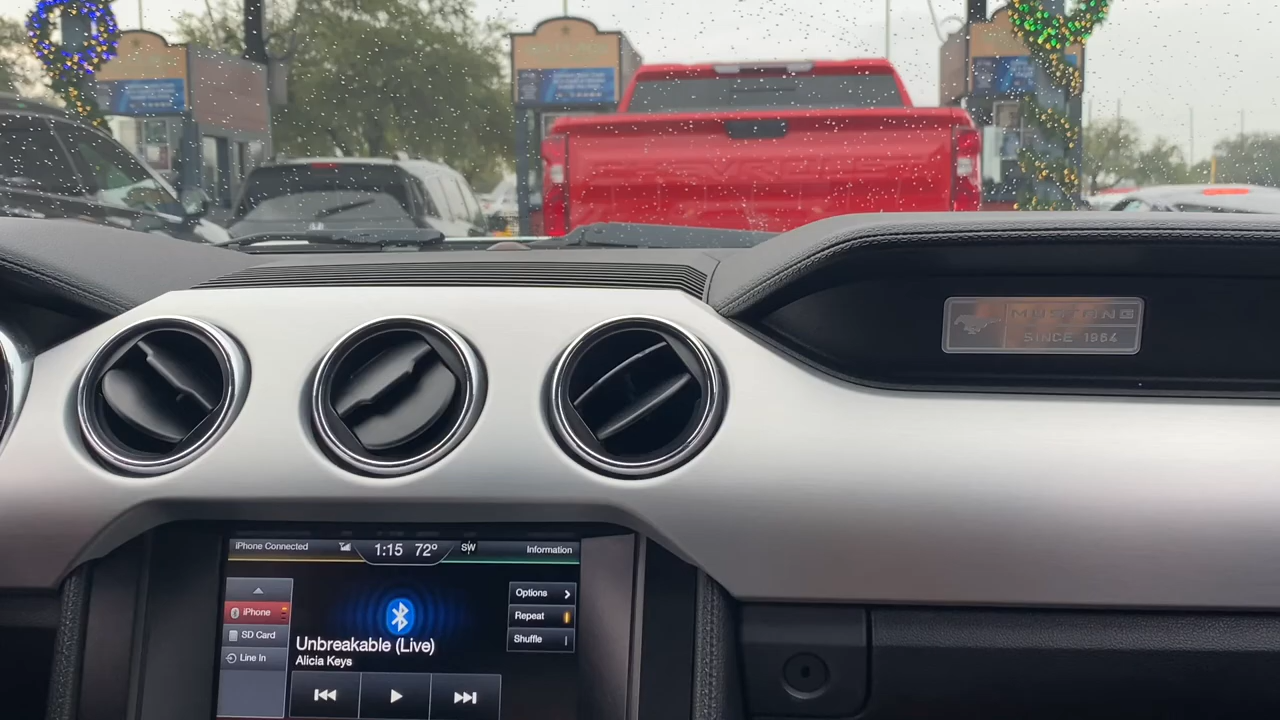 MUSTANG
SINCE 1964
iPhone Connected
1:15 72° SW
Information
iPhone
SD Card
Line In
Unbreakable (Live)
Alicia Keys
Options
Repeat
Shuffle